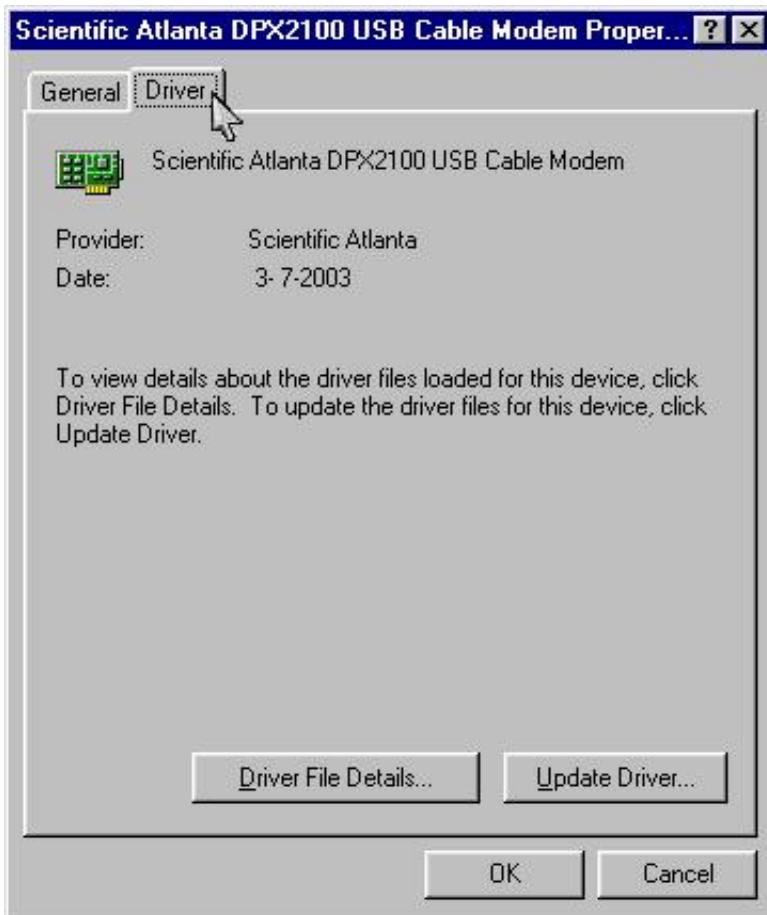 Scientific Atlanta DPX2100 USB Cable Modem Proper... ? X
General Driver
Scientific Atlanta DPX2100 USB Cable Modem
Provider: Scientific Atlanta
Date: 3- 7-2003
To view details about the driver files loaded for this device, click
Driver File Details. To update the driver files for this device, click
Update Driver.
Driver File Details... Update Driver...
OK Cancel